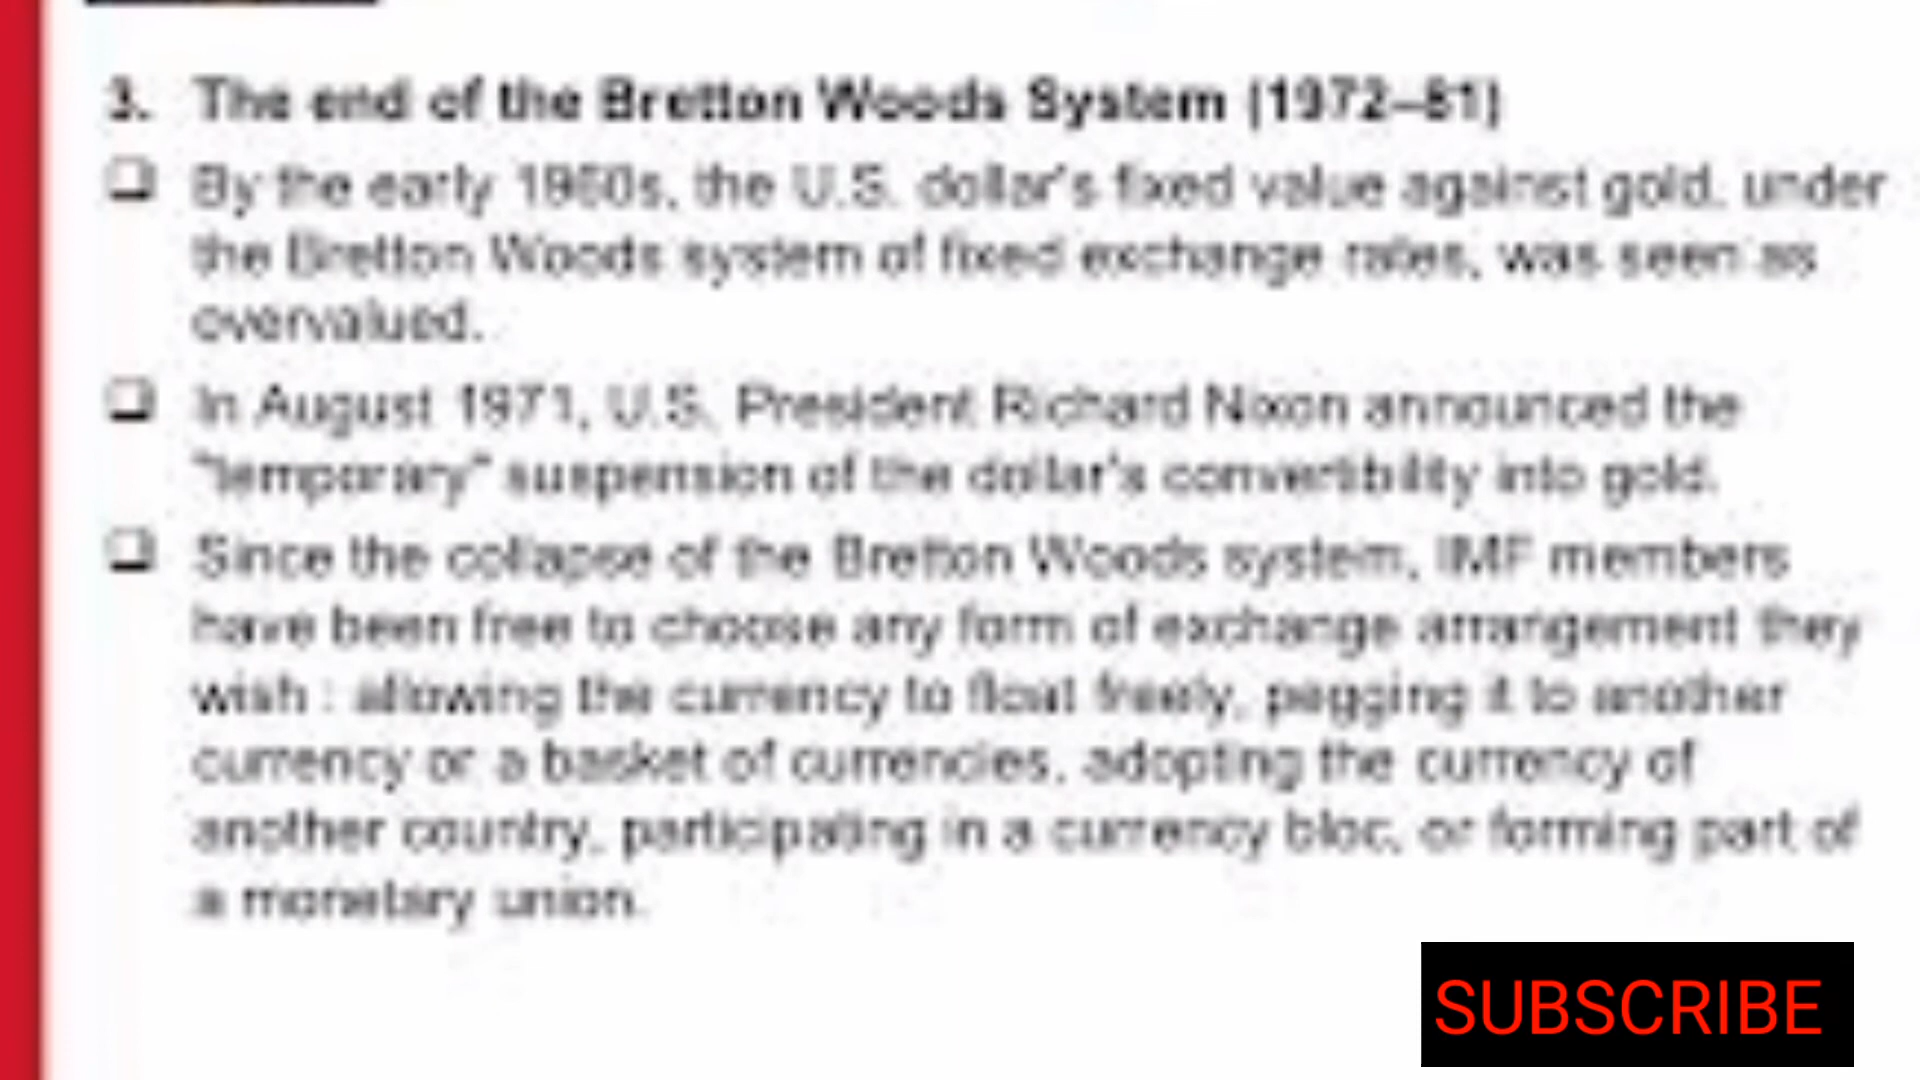 3. The end of the Bretton Woods System (1972–81)
❑ By the early 1960s, the U.S. dollar's fixed value against gold, under
the Bretton Woods system of fixed exchange rates, was seen as
overvalued.
❑ In August 1971, U.S. President Richard Nixon announced the
"temporary" suspension of the dollar's convertibility into gold.
❑ Since the collapse of the Bretton Woods system, IMF members
have been free to choose any form of exchange arrangement they
wish : allowing the currency to float freely, pegging it to another
currency or a basket of currencies, adopting the currency of
another country, participating in a currency bloc, or forming part of
a monetary union.
SUBSCRIBE